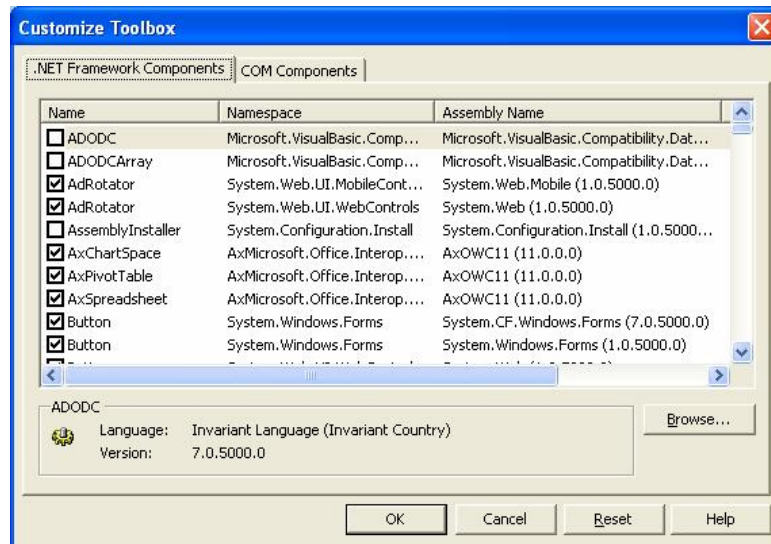 Customize Toolbox
.NET Framework Components COM Components
Name Namespace Assembly Name
ADODC Microsoft.VisualBasic.Comp... Microsoft.VisualBasic.Compatibility.Dat...
ADODCArray Microsoft.VisualBasic.Comp... Microsoft.VisualBasic.Compatibility.Dat...
AdRotator System.Web.UI.MobileCont... System.Web.Mobile (1.0.5000.0)
AdRotator System.Web.UI.WebControls System.Web (1.0.5000.0)
AssemblyInstaller System.Configuration.Install System.Configuration.Install (1.0.5000...
AxChartSpace AxMicrosoft.Office.Interop.... AxOWC11 (11.0.0.0)
AxPivotTable AxMicrosoft.Office.Interop.... AxOWC11 (11.0.0.0)
AxSpreadsheet AxMicrosoft.Office.Interop.... AxOWC11 (11.0.0.0)
Button System.Windows.Forms System.CF.Windows.Forms (7.0.5000.0)
Button System.Windows.Forms System.Windows.Forms (1.0.5000.0)
ADODC
Language: Invariant Language (Invariant Country)
Version: 7.0.5000.0
Browse...
OK Cancel Reset Help